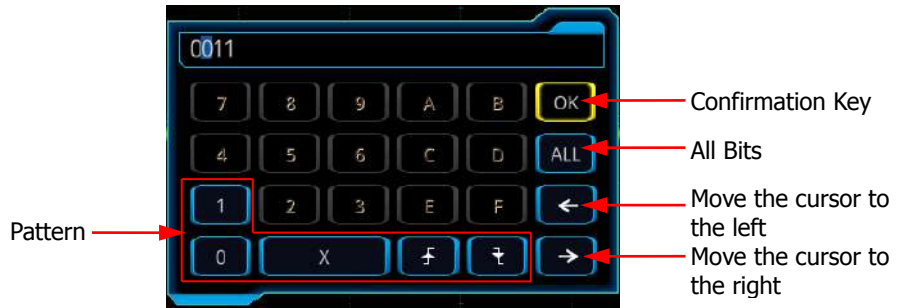 0011
7 8 9 A B OK
Confirmation Key
4 5 6 C D ALL
All Bits
1 2 3 E F ←
Move the cursor to
the left
Pattern
0 X →
Move the cursor to
the right